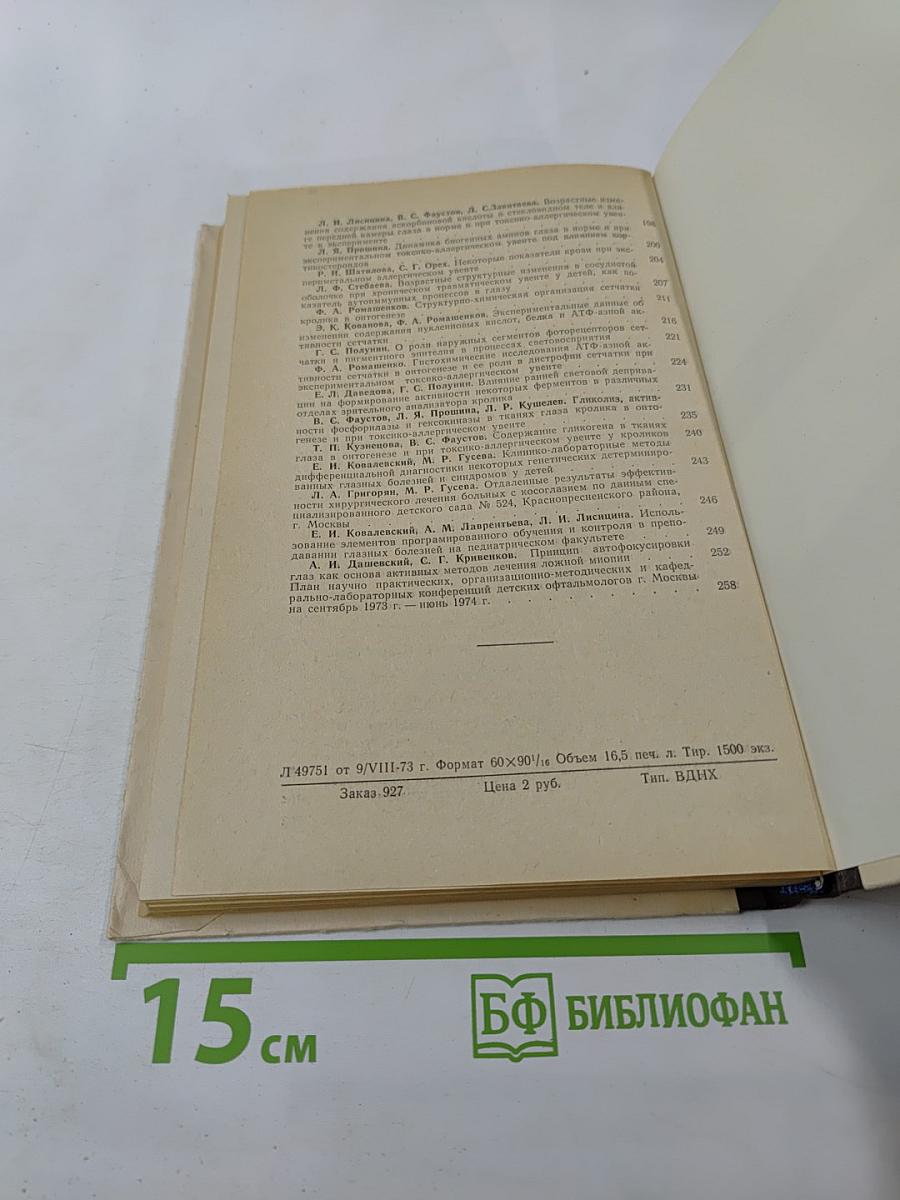 Л. И. Лисицина, В. С. Фаустов, Л. С. Завитаева. Возрастные изме-
нения содержания аскорбиновой кислоты в стекловидном теле и вла-
ге передней камеры глаза в норме и при токсико-аллергическом увеи-
те в эксперименте . . . 198
Л. Я. Прошина. Динамика биогенных аминов глаза в норме и при
экспериментальном токсико-аллергическом увеите под влиянием кор-
тикостероидов . . . 200
Р. И. Шатилова, С. Г. Орех. Некоторые показатели крови при экс-
периментальном аллергическом увеите . . . 204
Л. Ф. Стебаева. Возрастные структурные изменения в сосудистой
оболочке при хроническом травматическом увеите у детей, как по-
казатель аутоиммунных процессов в глазу . . . 207
Ф. А. Ромашенков. Структурно-химическая организация сетчатки
кролика в онтогенезе . . . 211
Э. К. Кованова, Ф. А. Ромашенков. Экспериментальные данные об
изменении содержания нуклеиновых кислот, белка и АТФ-азной ак-
тивности сетчатки . . . 216
Г. С. Полунин. О роли наружных сегментов фоторецепторов сет-
чатки и пигментного эпителия в процессах световосприятия . . 221
Ф. А. Ромашенко. Гистохимические исследования АТФ-азной ак-
тивности сетчатки в онтогенезе и ее роли в дистрофии сетчатки при
экспериментальном токсико-аллергическом увеите . . . 224
Е. Л. Даведова, Г. С. Полунин. Влияние ранней световой деприва-
ции на формирование активности некоторых ферментов в различных
отделах зрительного анализатора кролика . . . 231
В. С. Фаустов, Л. Я. Прошина, Л. Р. Кушелев. Гликолиз, актив-
ности фосфорилазы и гексокиназы в тканях глаза кролика в онто-
генезе и при токсико-аллергическом увеите . . . 235
Т. П. Кузнецова, В. С. Фаустов. Содержание гликогена в тканях
глаза в онтогенезе и при токсико-аллергическом увеите у кроликов 240
Е. И. Ковалевский, М. Р. Гусева. Клинико-лабораторные методы
дифференциальной диагностики некоторых генетических детерминиро-
ванных глазных болезней и синдромов у детей . . . 243
Л. А. Григорян, М. Р. Гусева. Отдаленные результаты эффектив-
ности хирургического лечения больных с косоглазием по данным спе-
циализированного детского сада № 524, Краснопресненского района,
г. Москвы . . . 246
Е. И. Ковалевский, А. М. Лаврентьева, Л. И. Лисицина. Исполь-
зование элементов програмированного обучения и контроля в препо-
давании глазных болезней на педиатрическом факультете . . . 249
А. И. Дашевский, С. Г. Кривенков. Принцип автофокусировки
глаз как основа активных методов лечения ложной миопии . . . 252
План научно практических, организационно-методических и кафед-
рально-лабораторных конференций детских офтальмологов г. Москвы
на сентябрь 1973 г. — июнь 1974 г. . . . 258
Л 49751 от 9/VIII-73 г. Формат 60×90¹/₁₆ Объем 16,5 печ. л. Тир. 1500 экз.
Заказ 927 Цена 2 руб. Тип. ВДНХ
15 см БФ БИБЛИОФАН